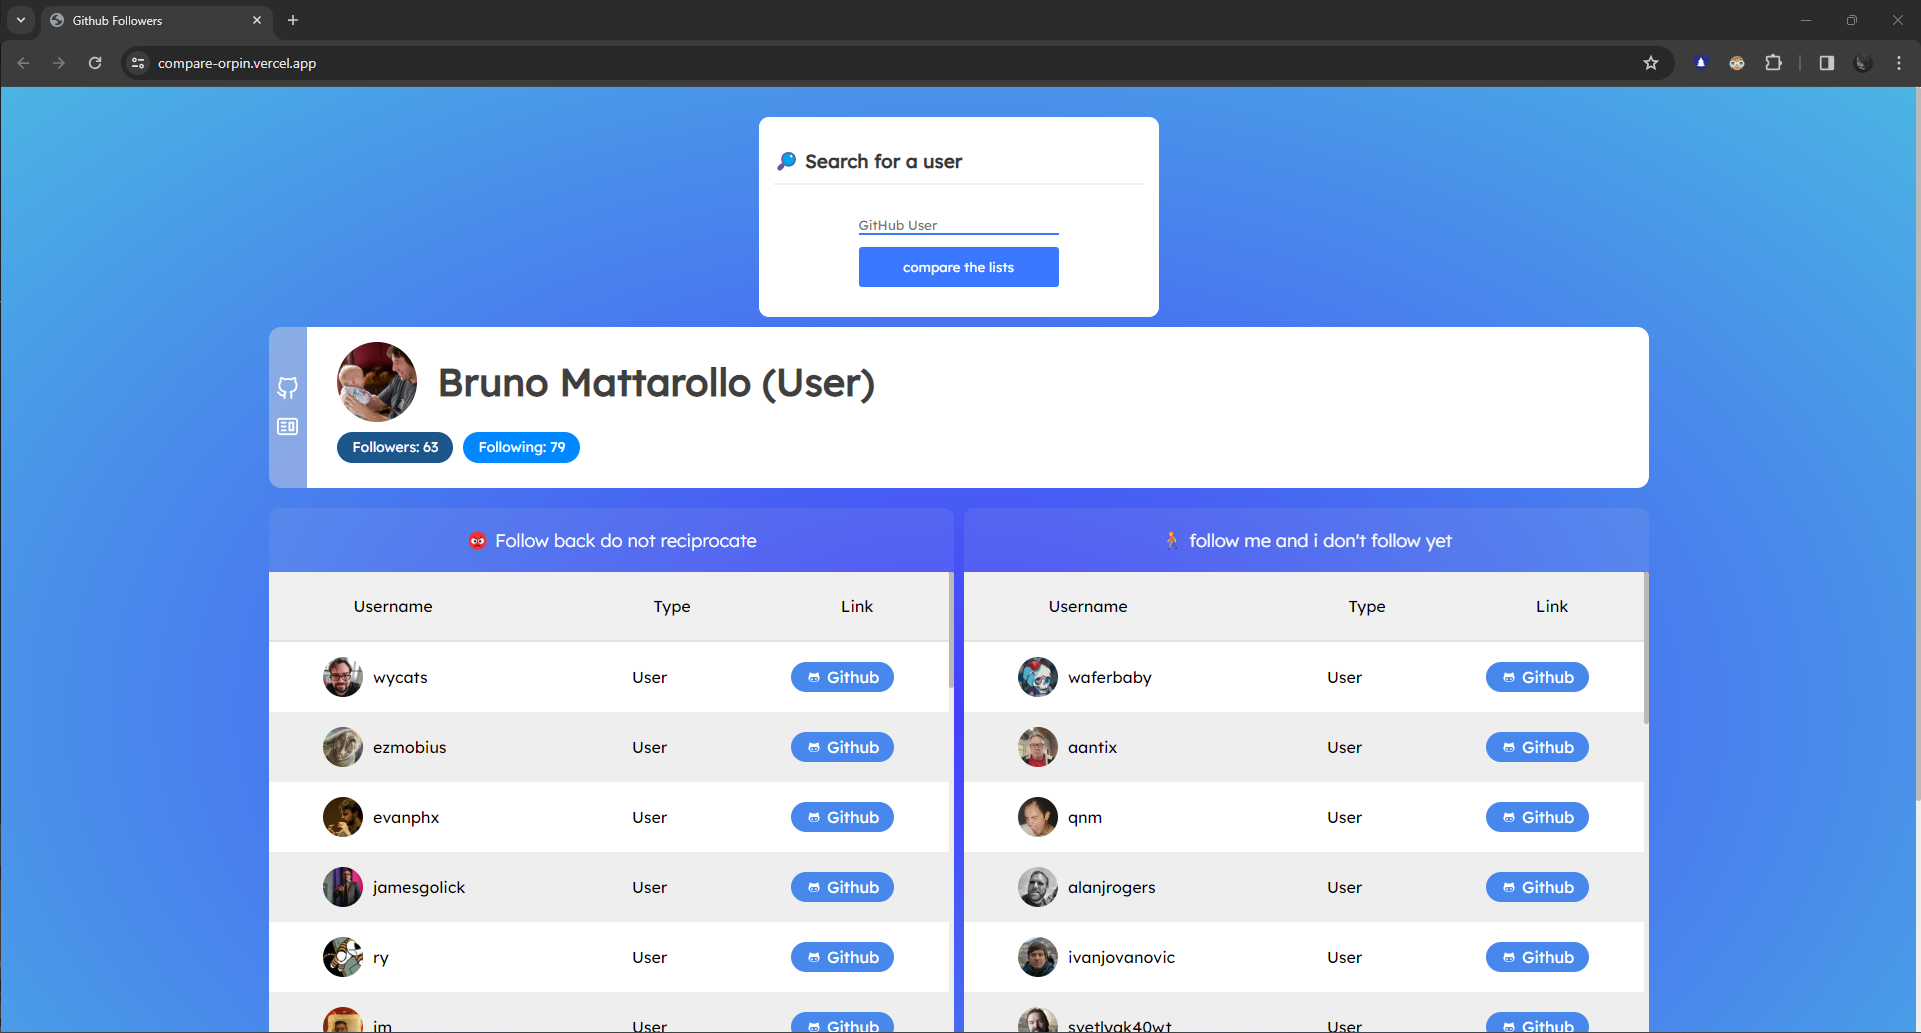 Github Followers
compare-orpin.vercel.app
Search for a user
GitHub User
compare the lists
Bruno Mattarollo (User)
Followers: 63 Following: 79
Follow back do not reciprocate
follow me and i don't follow yet
Username Type Link
wycats User Github
ezmobius User Github
evanphx User Github
jamesgolick User Github
ry User Github
jm User Github
Username Type Link
waferbaby User Github
aantix User Github
qnm User Github
alanjrogers User Github
ivanjovanovic User Github
svetlyak40wt User Github